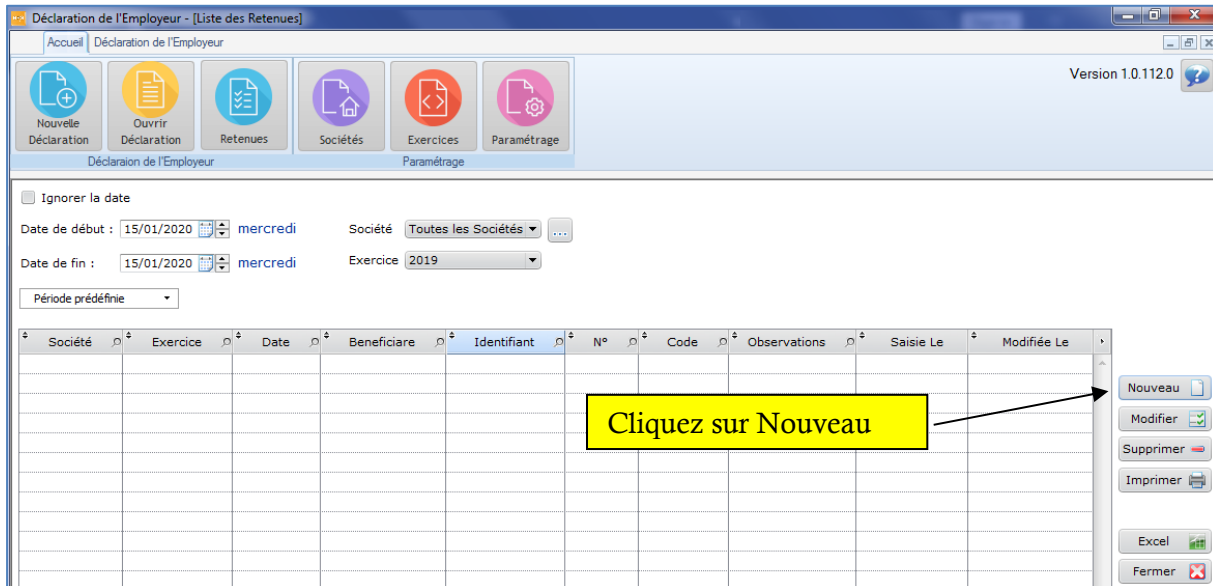 Déclaration de l'Employeur - [Liste des Retenues]
Accueil Déclaration de l'Employeur
Version 1.0.112.0
Nouvelle Déclaration
Ouvrir Déclaration
Retenues
Sociétés
Exercices
Paramétrage
Déclaraion de l'Employeur
Paramétrage
Ignorer la date
Date de début : 15/01/2020 mercredi Société Toutes les Sociétés ...
Date de fin : 15/01/2020 mercredi Exercice 2019
Période prédéfinie
Société Exercice Date Beneficiare Identifiant N° Code Observations Saisie Le Modifiée Le
Nouveau
Cliquez sur Nouveau
Modifier
Supprimer
Imprimer
Excel
Fermer